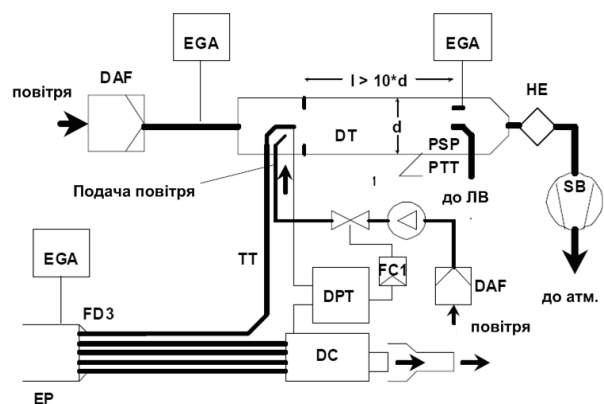 EGA
EGA
DAF
l > 10*d
HE
повітря
d
DT
PSP
PTT
SB
Подача повітря
1
до ЛВ
EGA
TT
FC1
DPT
DAF
до атм.
FD3
повітря
DC
EP